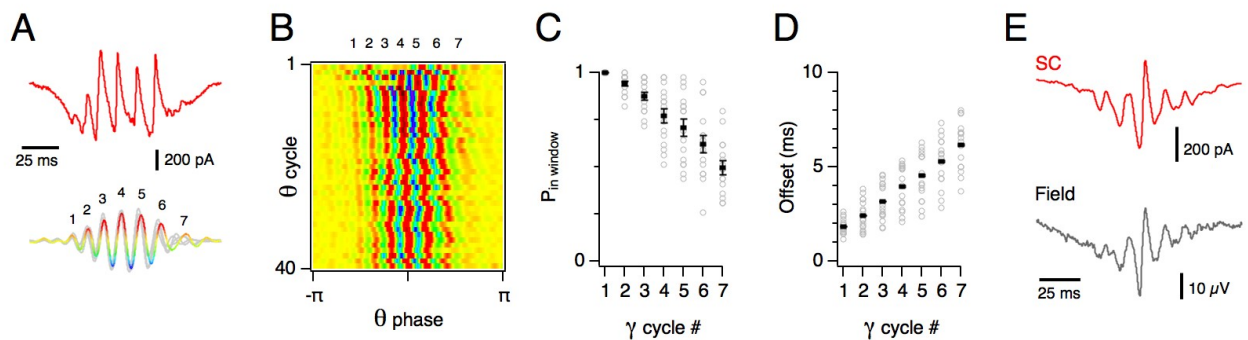 A
25 ms
200 pA
1 2 3 4 5 6 7
B
1 2 3 4 5 6 7
θ cycle
1
40
-π
π
θ phase
C
P in window
1
0
1 2 3 4 5 6 7
γ cycle #
D
Offset (ms)
10
5
0
1 2 3 4 5 6 7
γ cycle #
E
SC
200 pA
Field
25 ms
10 µV